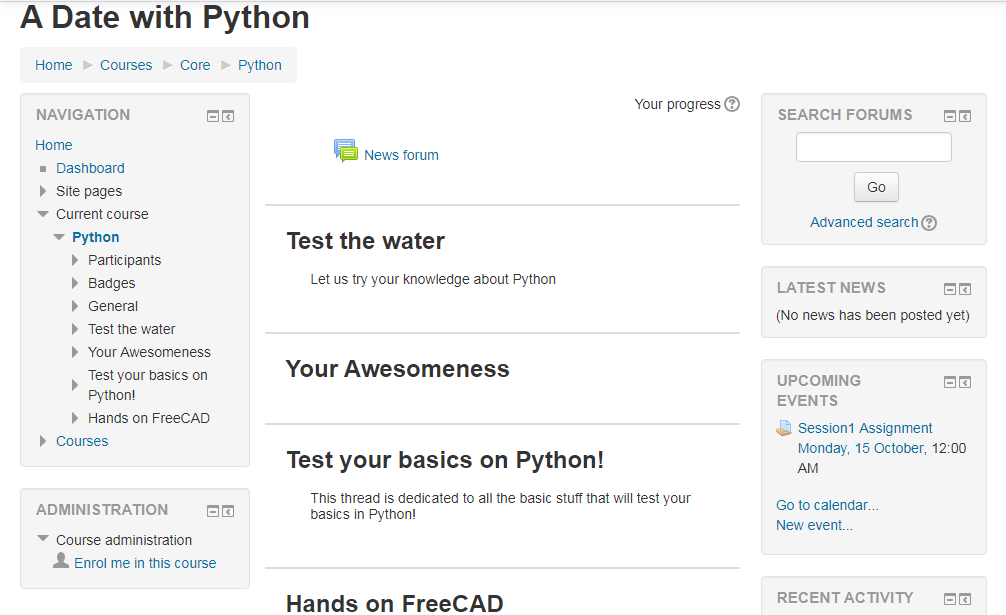 A Date with Python
Home Courses Core Python
NAVIGATION
Home
Dashboard
Site pages
Current course
Python
Participants
Badges
General
Test the water
Your Awesomeness
Test your basics on
Python!
Hands on FreeCAD
Courses
ADMINISTRATION
Course administration
Enrol me in this course
Your progress
News forum
Test the water
Let us try your knowledge about Python
Your Awesomeness
Test your basics on Python!
This thread is dedicated to all the basic stuff that will test your
basics in Python!
Hands on FreeCAD
SEARCH FORUMS
Go
Advanced search
LATEST NEWS
(No news has been posted yet)
UPCOMING
EVENTS
Session1 Assignment
Monday, 15 October, 12:00
AM
Go to calendar...
New event...
RECENT ACTIVITY